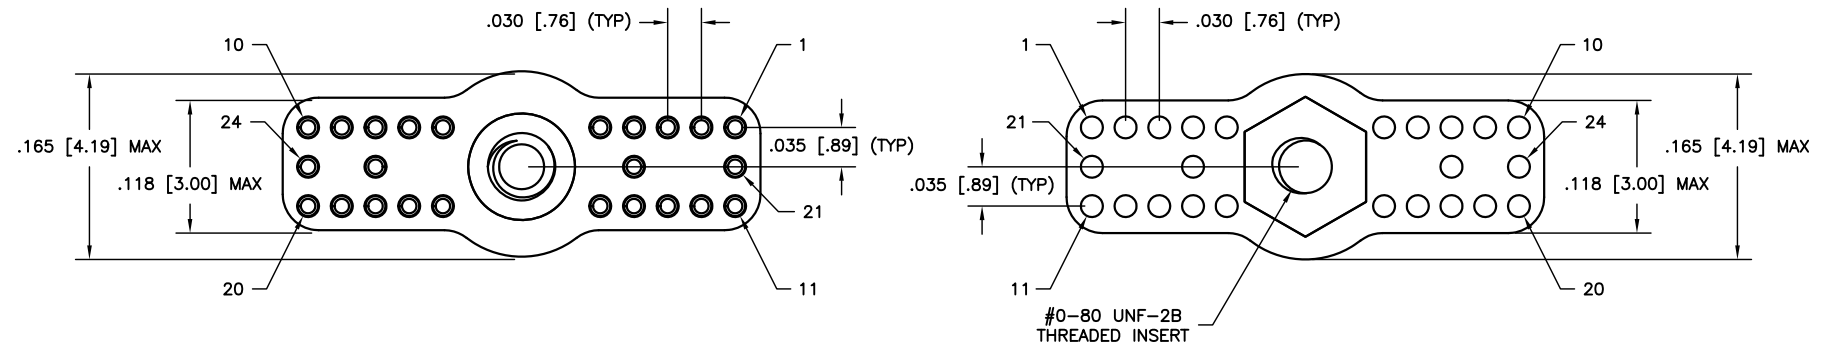 .030 [.76] (TYP)
10
1
24
.165 [4.19] MAX
.118 [3.00] MAX
.035 [.89] (TYP)
21
20
11
.030 [.76] (TYP)
1
10
21
24
.035 [.89] (TYP)
.165 [4.19] MAX
.118 [3.00] MAX
11
20
#0-80 UNF-2B
THREADED INSERT